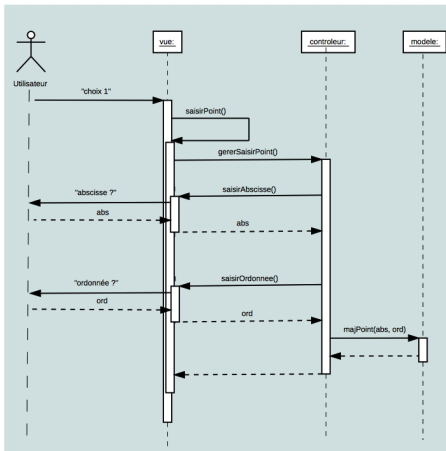 vue:
controleur:
modele:
Utilisateur
"choix 1"
saisirPoint()
gererSaisirPoint()
"abscisse ?"
saisirAbscisse()
abs
abs
"ordonnée ?"
saisirOrdonnee()
ord
ord
majPoint(abs, ord)